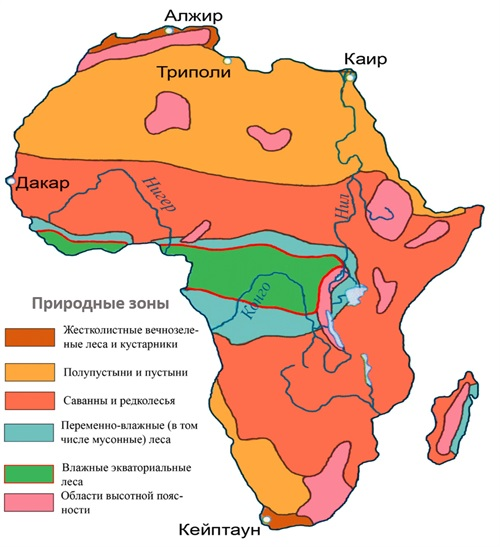 Алжир
Триполи
Каир
Дакар
Нигер
Нил
Конго
Природные зоны
Жестколистные вечнозеле-
ные леса и кустарники
Полупустыни и пустыни
Саванны и редколесья
Переменно-влажные (в том
числе муссонные) леса
Влажные экваториальные
леса
Области высотной пояс-
ности
Кейптаун